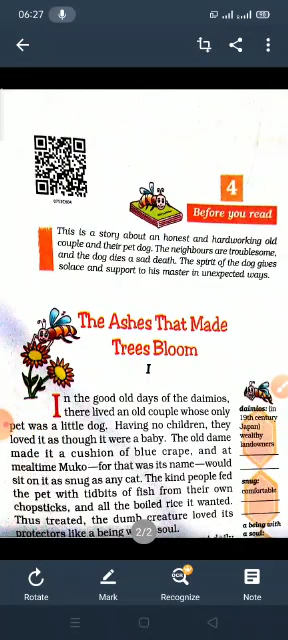 06:27
0752CH04
4
Before you read
This is a story about an honest and hardworking old
couple and their pet dog. The neighbours are troublesome,
and the dog dies a sad death. The spirit of the dog gives
solace and support to his master in unexpected ways.
The Ashes That Made
Trees Bloom
I
In the good old days of the daimios,
there lived an old couple whose only
pet was a little dog. Having no children, they
loved it as though it were a baby. The old dame
made it a cushion of blue crape, and at
mealtime Muko—for that was its name—would
sit on it as snug as any cat. The kind people fed
the pet with tidbits of fish from their own
chopsticks, and all the boiled rice it wanted.
Thus treated, the dumb creature loved its
protectors like a being soul.
daimios: (in
19th century
Japan)
wealthy
landowners
snug:
comfortable
a being with
a soul:
2/2
Rotate
Mark
OCR
Recognize
Note